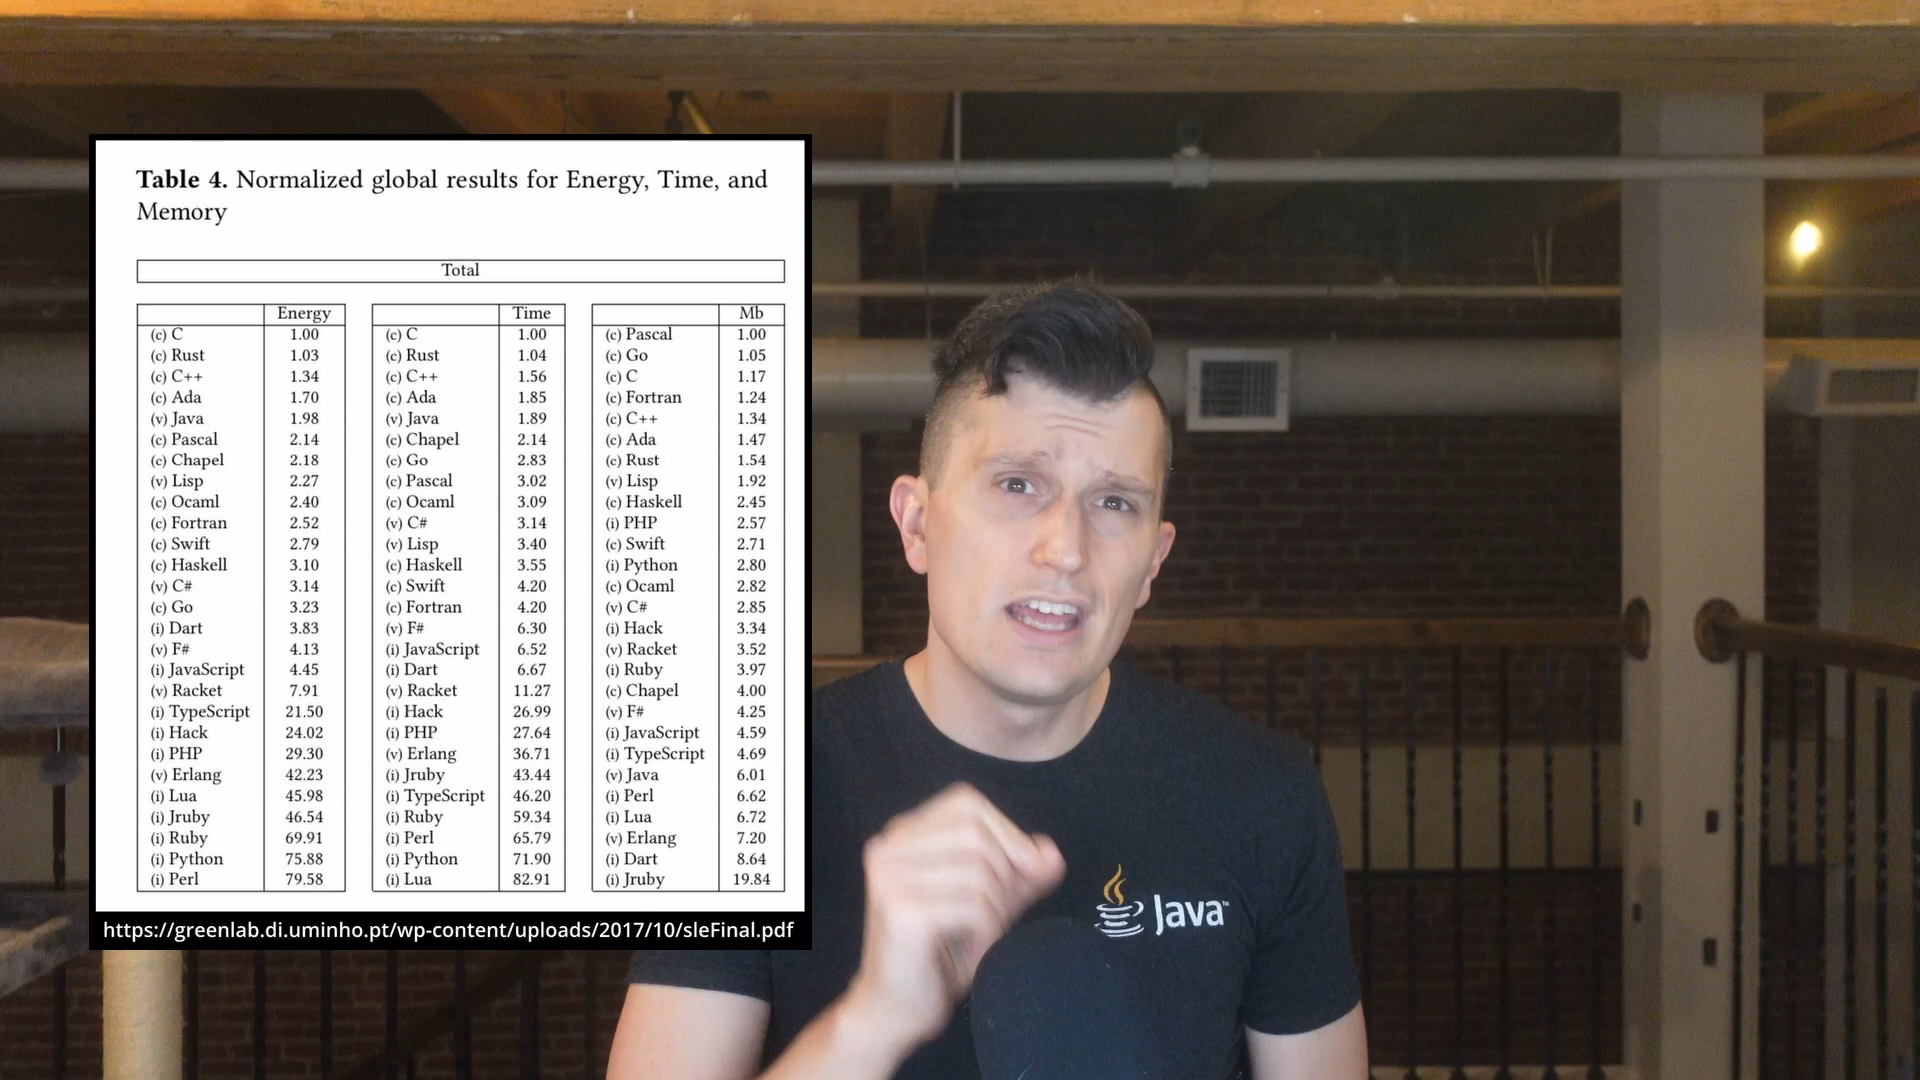 Table 4. Normalized global results for Energy, Time, and
Memory
Total
Energy
(c) C 1.00
(c) Rust 1.03
(c) C++ 1.34
(c) Ada 1.70
(v) Java 1.98
(c) Pascal 2.14
(c) Chapel 2.18
(v) Lisp 2.27
(c) Ocaml 2.40
(c) Fortran 2.52
(c) Swift 2.79
(c) Haskell 3.10
(v) C# 3.14
(c) Go 3.23
(i) Dart 3.83
(v) F# 4.13
(i) JavaScript 4.45
(v) Racket 7.91
(i) TypeScript 21.50
(i) Hack 24.02
(i) PHP 29.30
(v) Erlang 42.23
(i) Lua 45.98
(i) Jruby 46.54
(i) Ruby 69.91
(i) Python 75.88
(i) Perl 79.58
Time
(c) C 1.00
(c) Rust 1.04
(c) C++ 1.56
(c) Ada 1.85
(v) Java 1.89
(c) Chapel 2.14
(c) Go 2.83
(c) Pascal 3.02
(c) Ocaml 3.09
(v) C# 3.14
(v) Lisp 3.40
(c) Haskell 3.55
(c) Swift 4.20
(c) Fortran 4.20
(v) F# 6.30
(i) JavaScript 6.52
(i) Dart 6.67
(v) Racket 11.27
(i) Hack 26.99
(i) PHP 27.64
(v) Erlang 36.71
(i) Jruby 43.44
(i) TypeScript 46.20
(i) Ruby 59.34
(i) Perl 65.79
(i) Python 71.90
(i) Lua 82.91
Mb
(c) Pascal 1.00
(c) Go 1.05
(c) C 1.17
(c) Fortran 1.24
(c) C++ 1.34
(c) Ada 1.47
(c) Rust 1.54
(v) Lisp 1.92
(c) Haskell 2.45
(i) PHP 2.57
(c) Swift 2.71
(i) Python 2.80
(c) Ocaml 2.82
(v) C# 2.85
(i) Hack 3.34
(v) Racket 3.52
(i) Ruby 3.97
(c) Chapel 4.00
(v) F# 4.25
(i) JavaScript 4.59
(i) TypeScript 4.69
(v) Java 6.01
(i) Perl 6.62
(i) Lua 6.72
(v) Erlang 7.20
(i) Dart 8.64
(i) Jruby 19.84
https://greenlab.di.uminho.pt/wp-content/uploads/2017/10/sleFinal.pdf
Java™